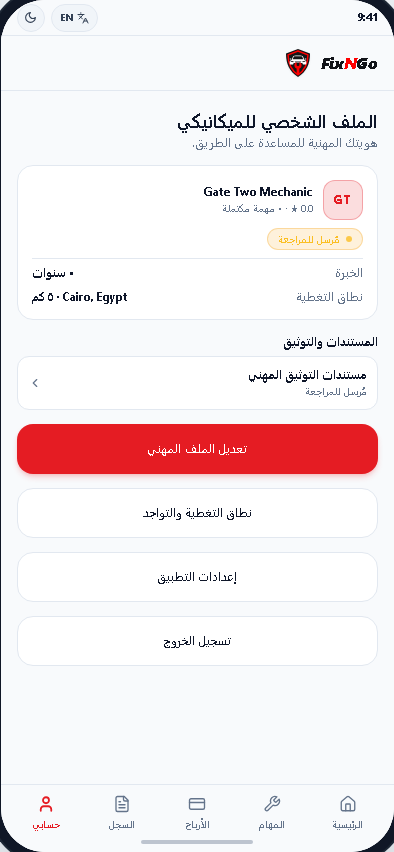 9:41
EN
FixNGo
الملف الشخصي للميكانيكي
هويتك المهنية للمساعدة على الطريق.
GT
Gate Two Mechanic
0.0 ★ · ٠ مهمة مكتملة
مُرسل للمراجعة
الخبرة
٠ سنوات
نطاق التغطية
Cairo, Egypt · ٥٠ كم
المستندات والتوثيق
مستندات التوثيق المهني
مُرسل للمراجعة
تعديل الملف المهني
نطاق التغطية والتواجد
إعدادات التطبيق
تسجيل الخروج
الرئيسية
المهام
الأرباح
السجل
حسابي